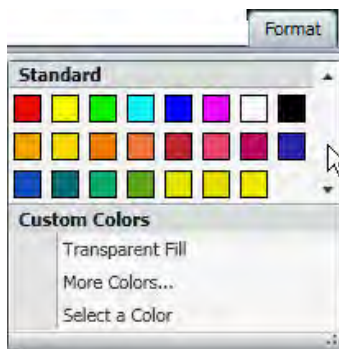 Format
Standard
Custom Colors
Transparent Fill
More Colors...
Select a Color